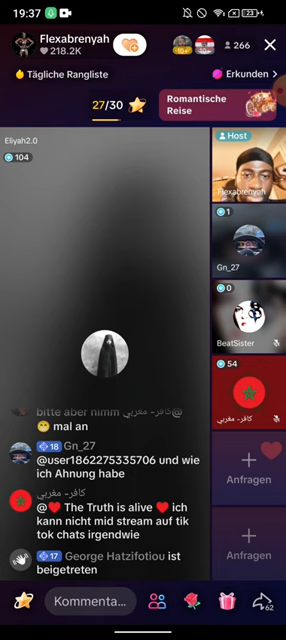 19:37
23
Flexabrenyah
218.2K
266
Tägliche Rangliste
Erkunden
27/30
Romantische
Reise
Eliyah2.0
104
Host
Flexabrenyah
1
Gn_27
0
BeatSister
54
كافر- مغربي
bitte aber nimm كافر- مغربي@
😁 mal an
18 Gn_27
@user1862275335706 und wie
ich Ahnung habe
كافر- مغربي
@❤️ The Truth is alive ❤️ ich
kann nicht mid stream auf tik
tok chats irgendwie
17 George Hatzifotiou ist
beigetreten
Anfragen
Anfragen
Kommenta...
62